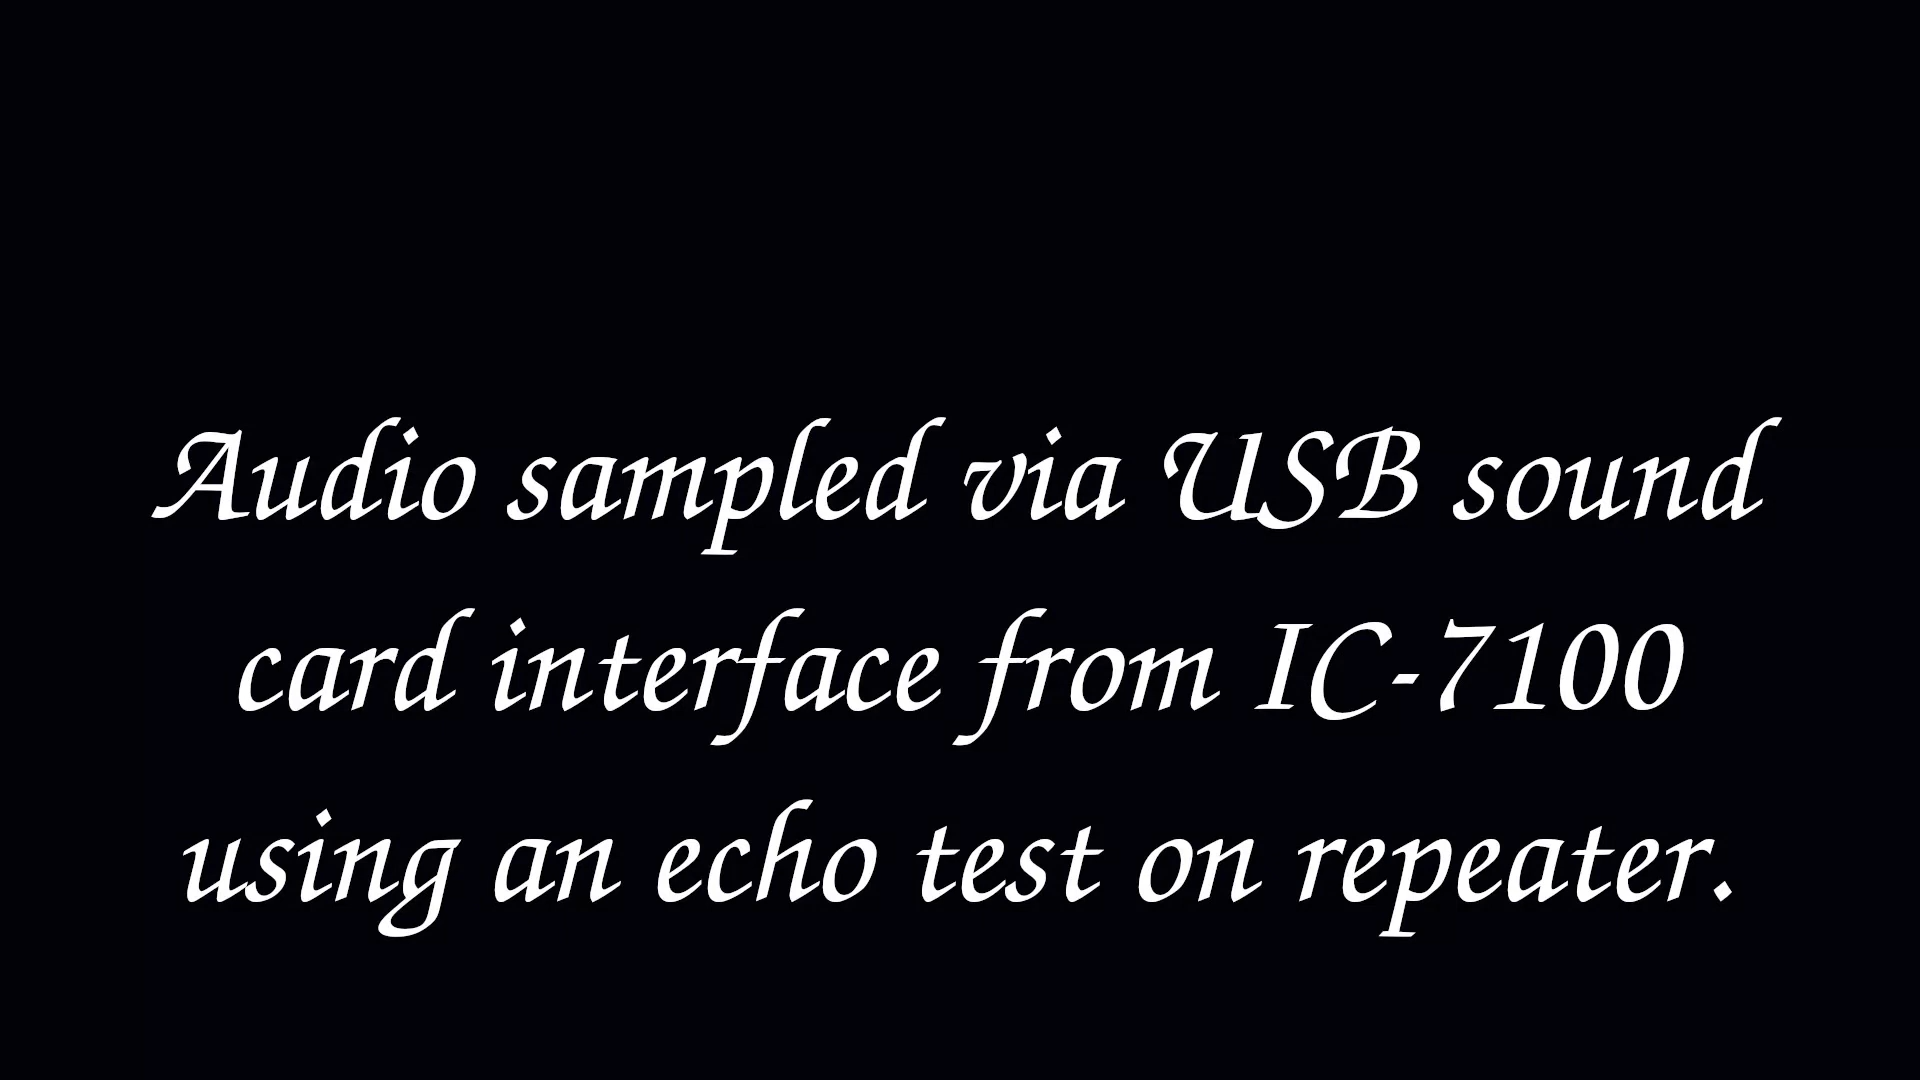 Audio sampled via USB sound
card interface from IC-7100
using an echo test on repeater.